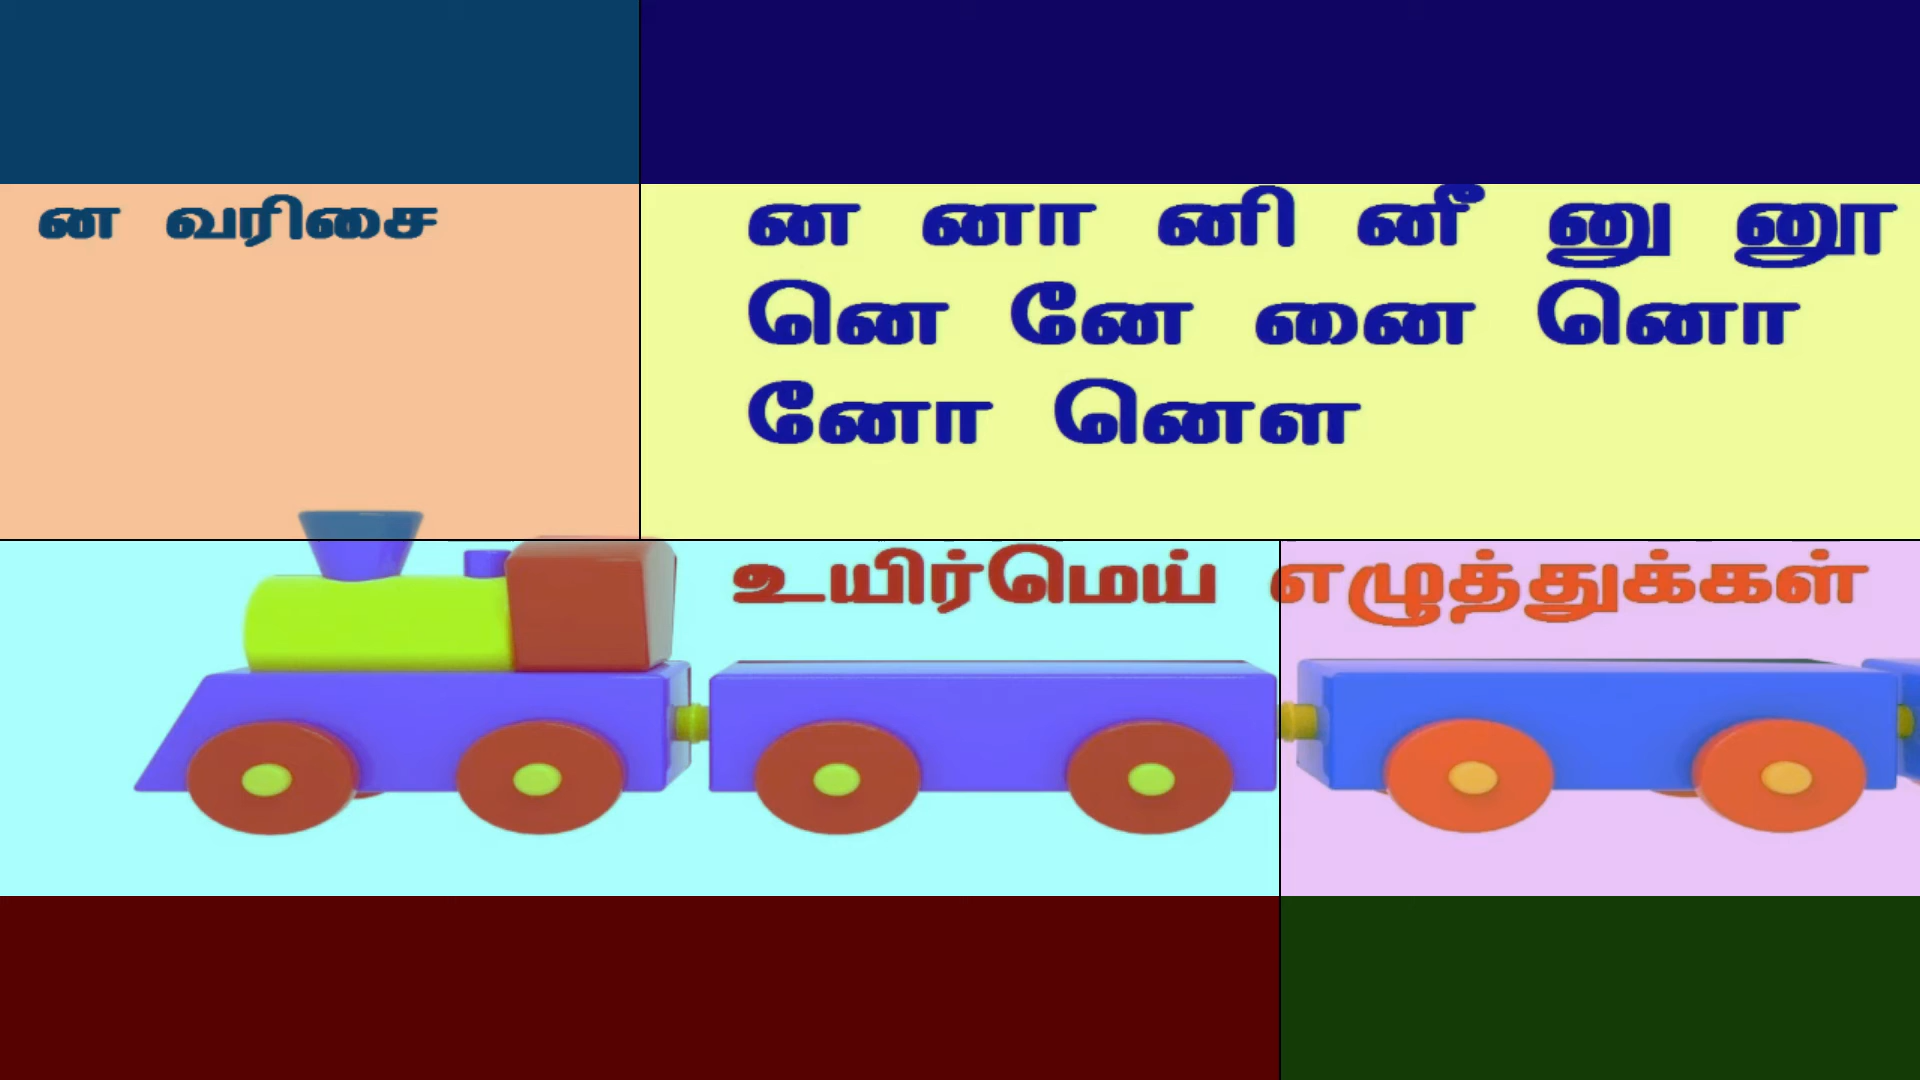 ன வரிசை
ன னா னி னீ னு னூ
னெ னே னை னொ
னோ னௌ
உயிர்மெய் எழுத்துக்கள்